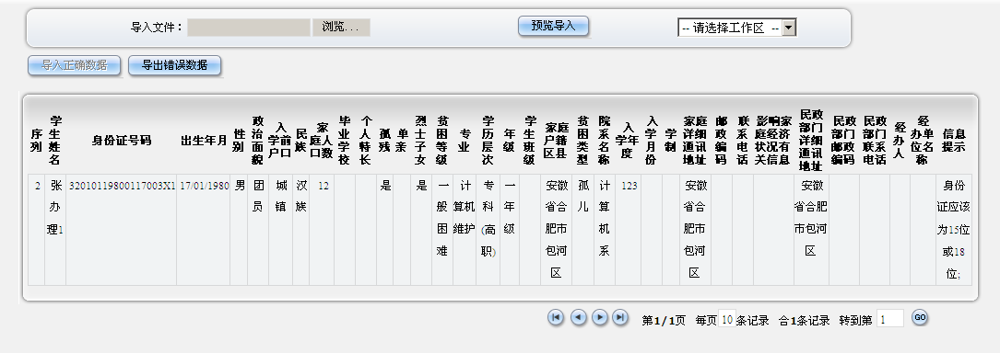 导入文件： 浏览... 预览导入 -- 请选择工作区 --
导入正确数据 导出错误数据
序列 学生姓名 身份证号码 出生年月 性别 政治面貌 入学前户口 民族 家庭人口数 毕业学校 个人特长 孤残 单亲 烈士子女 贫困等级 专业 学历层次 年级 学生班级 家庭户籍县区 贫困类型 院系名称 入学年度 入学月份 学制 家庭详细通讯地址 邮政编码 联系电话 影响家庭经济状况有关信息 民政部门详细通讯地址 民政部门邮政编码 民政部门联系电话 经办人 经办单位名称 信息提示
2 张办理1 32010119800117003X1 17/01/1980 男 团员 城镇 汉族 12 是 是 一般困难 计算机维护 专科(高职) 一年级 安徽省合肥市包河区 孤儿 计算机系 123 安徽省合肥市包河区 安徽省合肥市包河区 身份证应该为15位或18位;
第1/1页 每页 10 条记录 合1条记录 转到第 1 GO